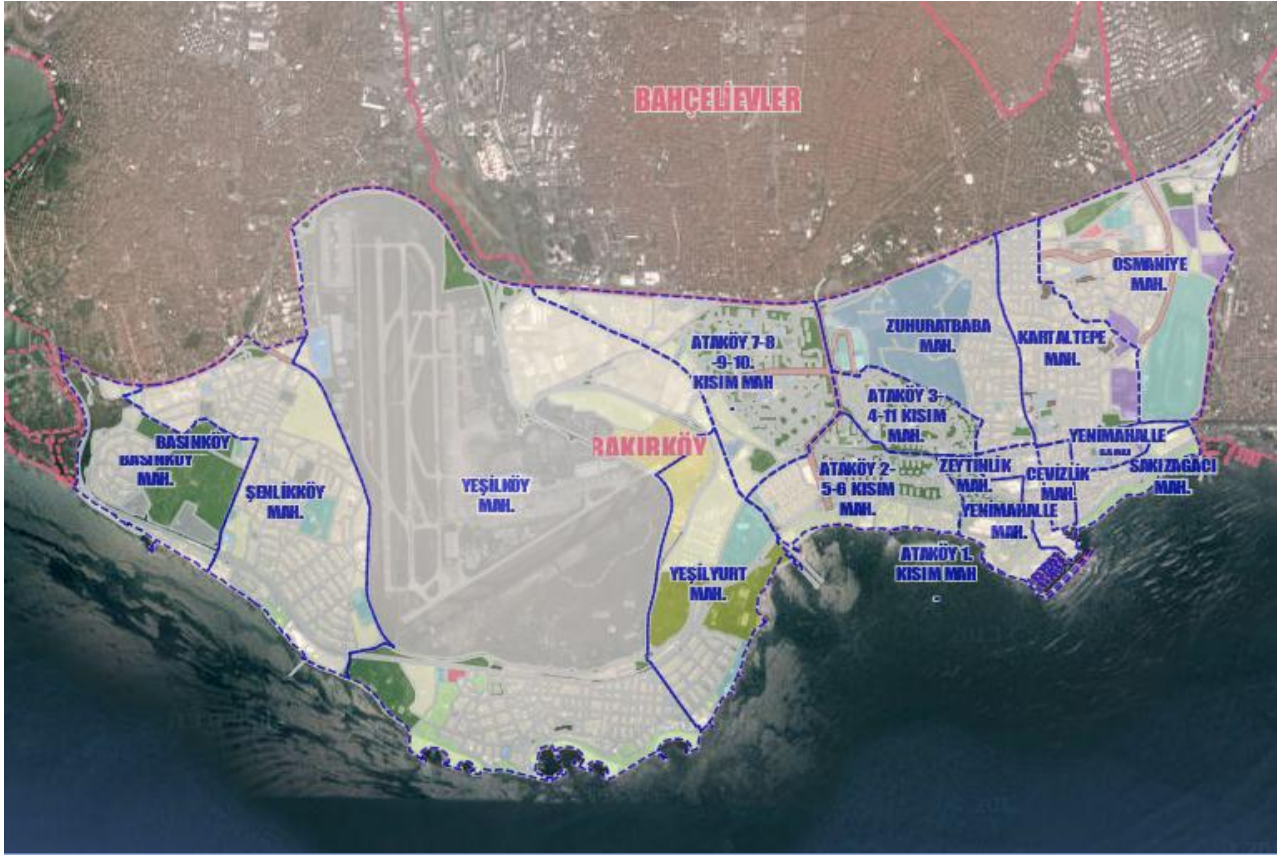 BAHÇELİEVLER
OSMANİYE
MAH.
ZUHURATBABA
MAH.
KARTALTEPE
MAH.
ATAKÖY 7-8
-9-10.
KISIM MAH
ATAKÖY 3-
4-11 KISIM
MAH.
BAKIRKÖY
BASINKÖY
BASINKÖY
MAH.
ŞENLİKKÖY
MAH.
YEŞİLKÖY
MAH.
ATAKÖY 2-
5-6 KISIM
MAH.
ZEYTİNLİK
MAH.
CEVİZLİK
MAH.
YENİMAHALLE
SAKIZAĞACI
MAH.
YENİMAHALLE
MAH.
ATAKÖY 1.
KISIM MAH
YEŞİLYURT
MAH.